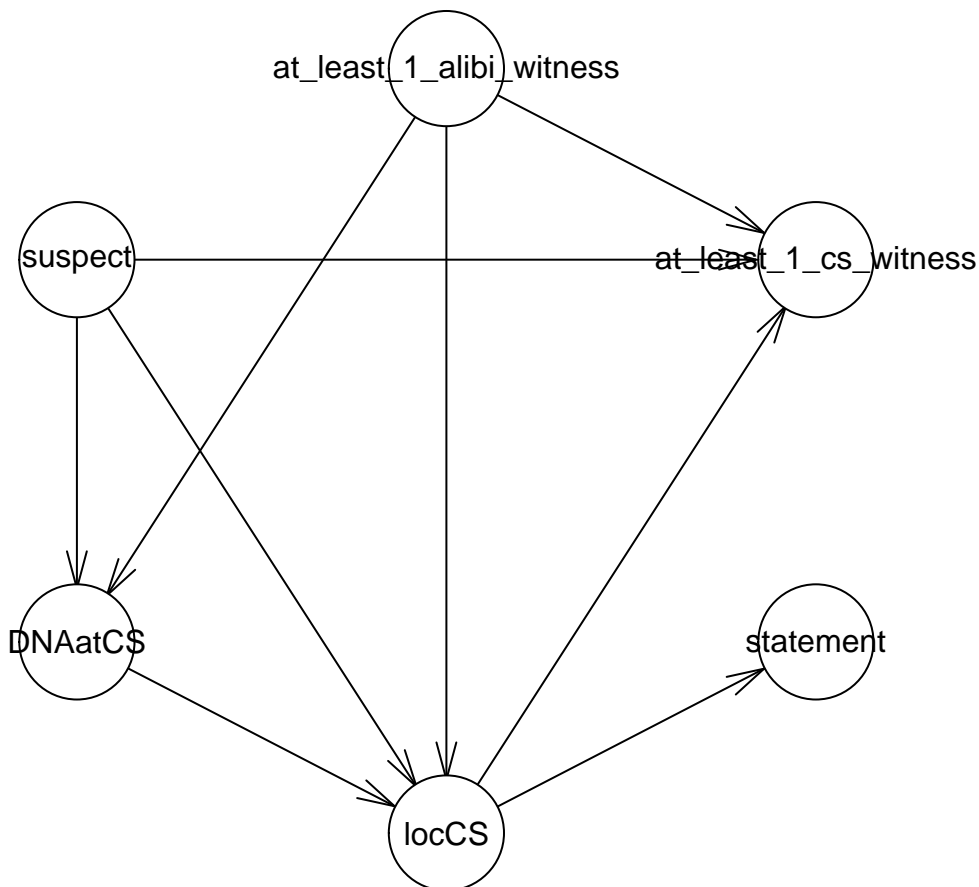 at_least_1_alibi_witness
suspect
at_least_1_cs_witness
DNAatCS
statement
locCS